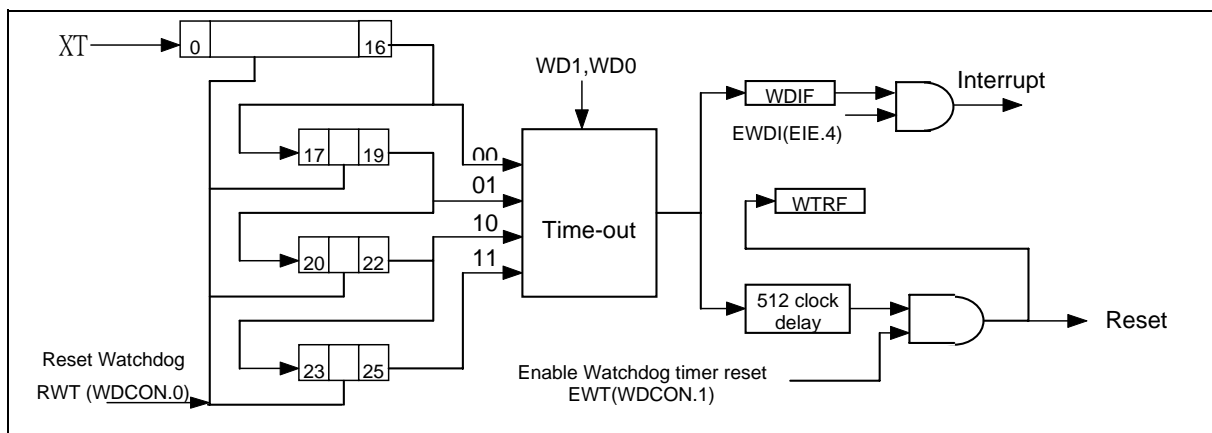 XT
0
16
WD1,WD0
WDIF
Interrupt
EWDI(EIE.4)
17
19
00
01
WTRF
Time-out
10
20
22
11
512 clock
delay
Reset
Reset Watchdog
23
25
Enable Watchdog timer reset
RWT (WDCON.0)
EWT(WDCON.1)